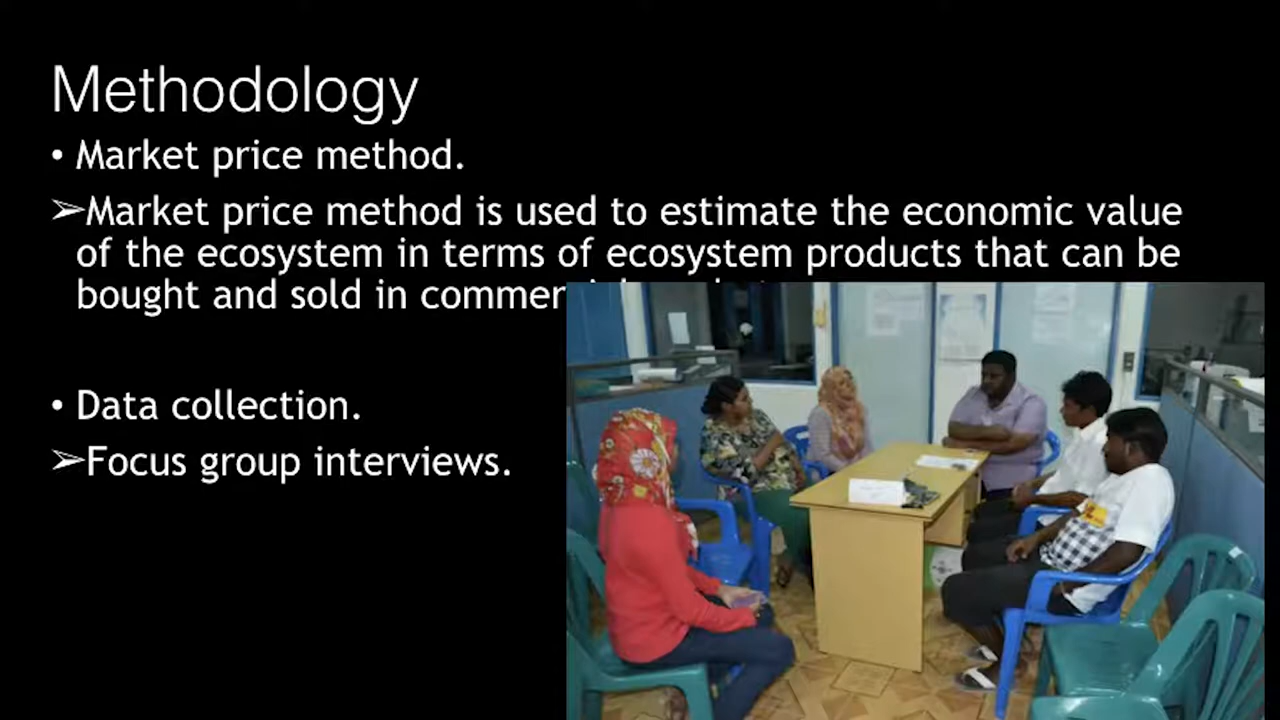 Methodology
• Market price method.
➢Market price method is used to estimate the economic value
of the ecosystem in terms of ecosystem products that can be
bought and sold in
• Data collection.
➢Focus group interviews.